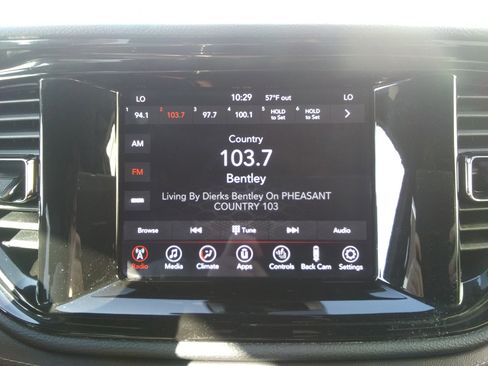 LO 10:29 57°F out LO
1 94.1 2 103.7 3 97.7 4 100.1 5 HOLD to Set 6 HOLD to Set
AM
FM
Country
103.7
Bentley
Living By Dierks Bentley On PHEASANT
COUNTRY 103
Browse Tune Audio
Radio Media Climate Apps Controls Back Cam Settings